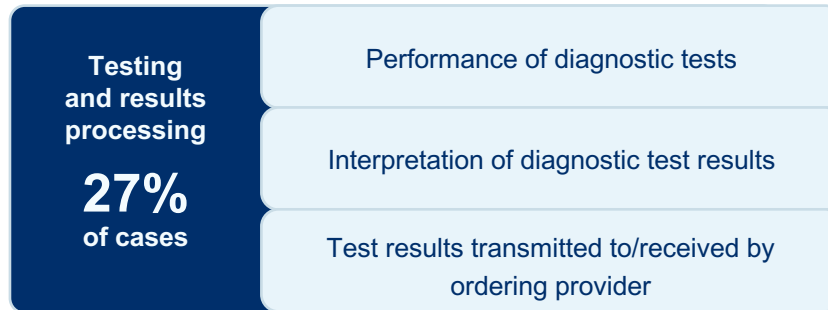 Testing
and results
processing
27%
of cases
Performance of diagnostic tests
Interpretation of diagnostic test results
Test results transmitted to/received by
ordering provider